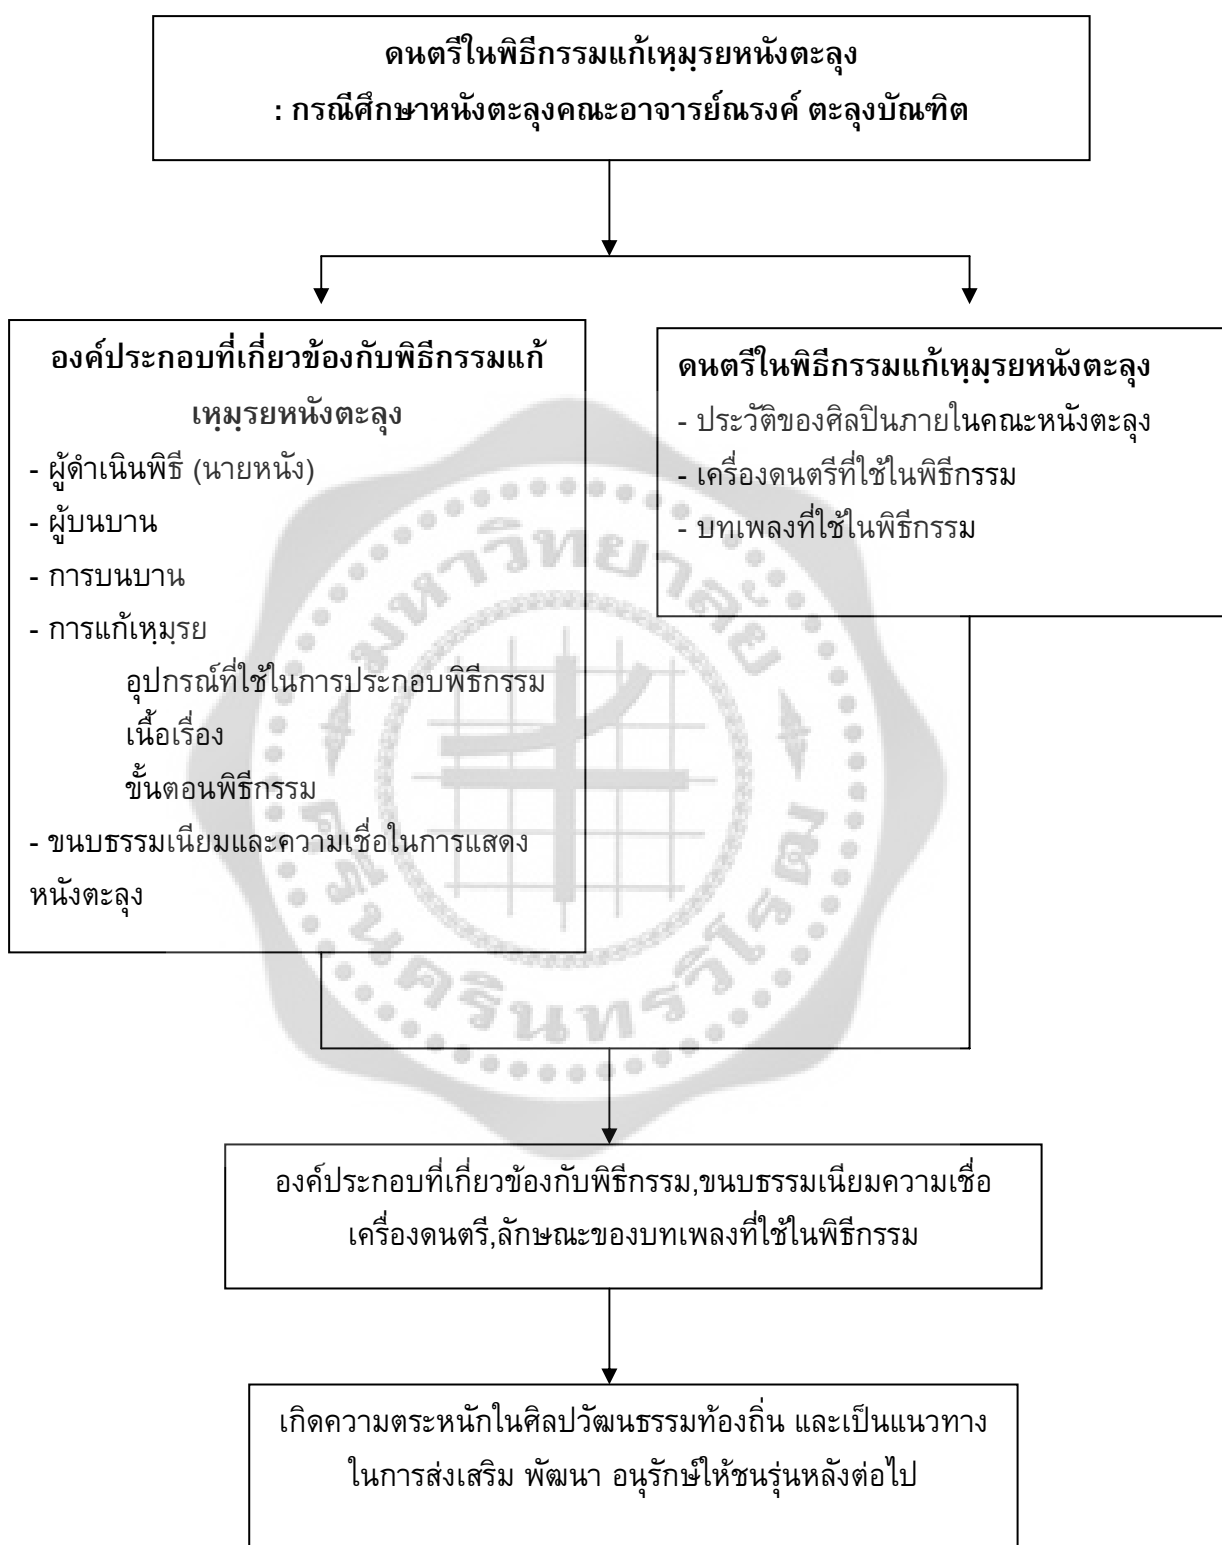 ดนตรีในพิธีกรรมแก้เหฺมฺรยหนังตะลุง
: กรณีศึกษาหนังตะลุงคณะอาจารย์ณรงค์ ตะลุงบัณฑิต
องค์ประกอบที่เกี่ยวข้องกับพิธีกรรมแก้
เหฺมฺรยหนังตะลุง
- ผู้ดำเนินพิธี (นายหนัง)
- ผู้บนบาน
- การบนบาน
- การแก้เหฺมฺรย
อุปกรณ์ที่ใช้ในการประกอบพิธีกรรม
เนื้อเรื่อง
ขั้นตอนพิธีกรรม
- ขนบธรรมเนียมและความเชื่อในการแสดง
หนังตะลุง
ดนตรีในพิธีกรรมแก้เหฺมฺรยหนังตะลุง
- ประวัติของศิลปินภายในคณะหนังตะลุง
- เครื่องดนตรีที่ใช้ในพิธีกรรม
- บทเพลงที่ใช้ในพิธีกรรม
มหาวิทยาลัย
ศรีนครินทรวิโรฒ
องค์ประกอบที่เกี่ยวข้องกับพิธีกรรม,ขนบธรรมเนียมความเชื่อ
เครื่องดนตรี,ลักษณะของบทเพลงที่ใช้ในพิธีกรรม
เกิดความตระหนักในศิลปวัฒนธรรมท้องถิ่น และเป็นแนวทาง
ในการส่งเสริม พัฒนา อนุรักษ์ให้ชนรุ่นหลังต่อไป